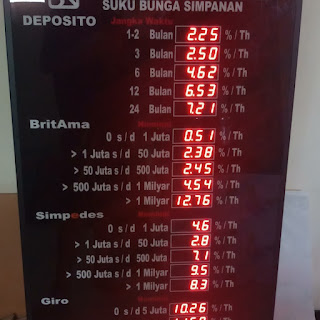 SUKU BUNGA SIMPANAN
DEPOSITO
Jangka Waktu
1-2 Bulan 2.25 % / Th
3 Bulan 2.50 % / Th
6 Bulan 4.62 % / Th
12 Bulan 6.53 % / Th
24 Bulan 7.21 % / Th
BritAma
Nominal
0 s / d 1 Juta 0.51 % / Th
> 1 Juta s / d 50 Juta 2.38 % / Th
> 50 Juta s / d 500 Juta 2.45 % / Th
> 500 Juta s / d 1 Milyar 4.54 % / Th
> 1 Milyar 12.76 % / Th
Simpedes
Nominal
0 s / d 1 Juta 4.6 % / Th
> 1 Juta s / d 50 Juta 2.8 % / Th
> 50 Juta s / d 500 Juta 7.1 % / Th
> 500 Juta s / d 1 Milyar 9.5 % / Th
> 1 Milyar 8.3 % / Th
Giro
Nominal
0 s / d 5 Juta 10.26 % / Th